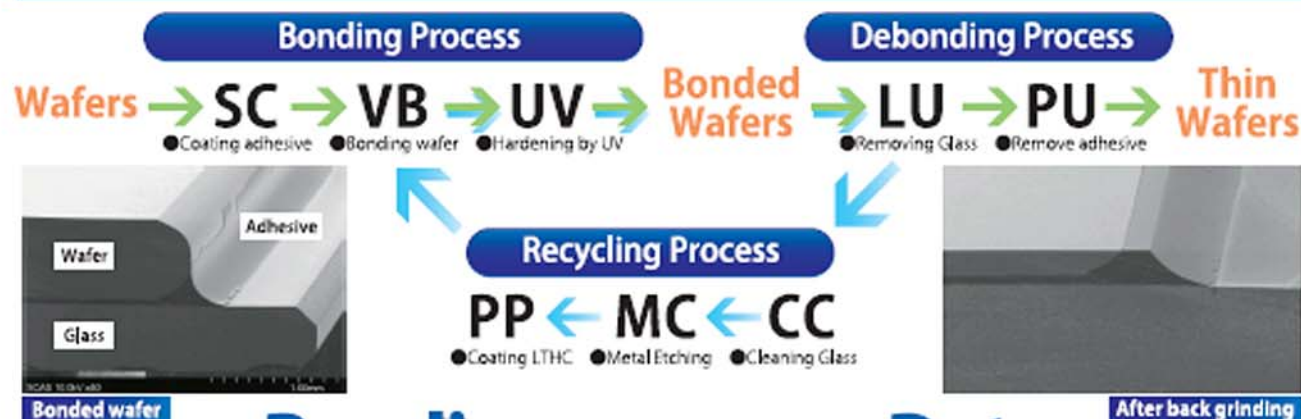 Bonding Process
Debonding Process
Wafers SC VB UV Bonded Wafers LU PU Thin Wafers
●Coating adhesive ●Bonding wafer ●Hardening by UV ●Removing Glass ●Remove adhesive
Adhesive
Wafer
Glass
Recycling Process
PP MC CC
●Coating LTHC ●Metal Etching ●Cleaning Glass
1.00mm
Bonded wafer
After back grinding